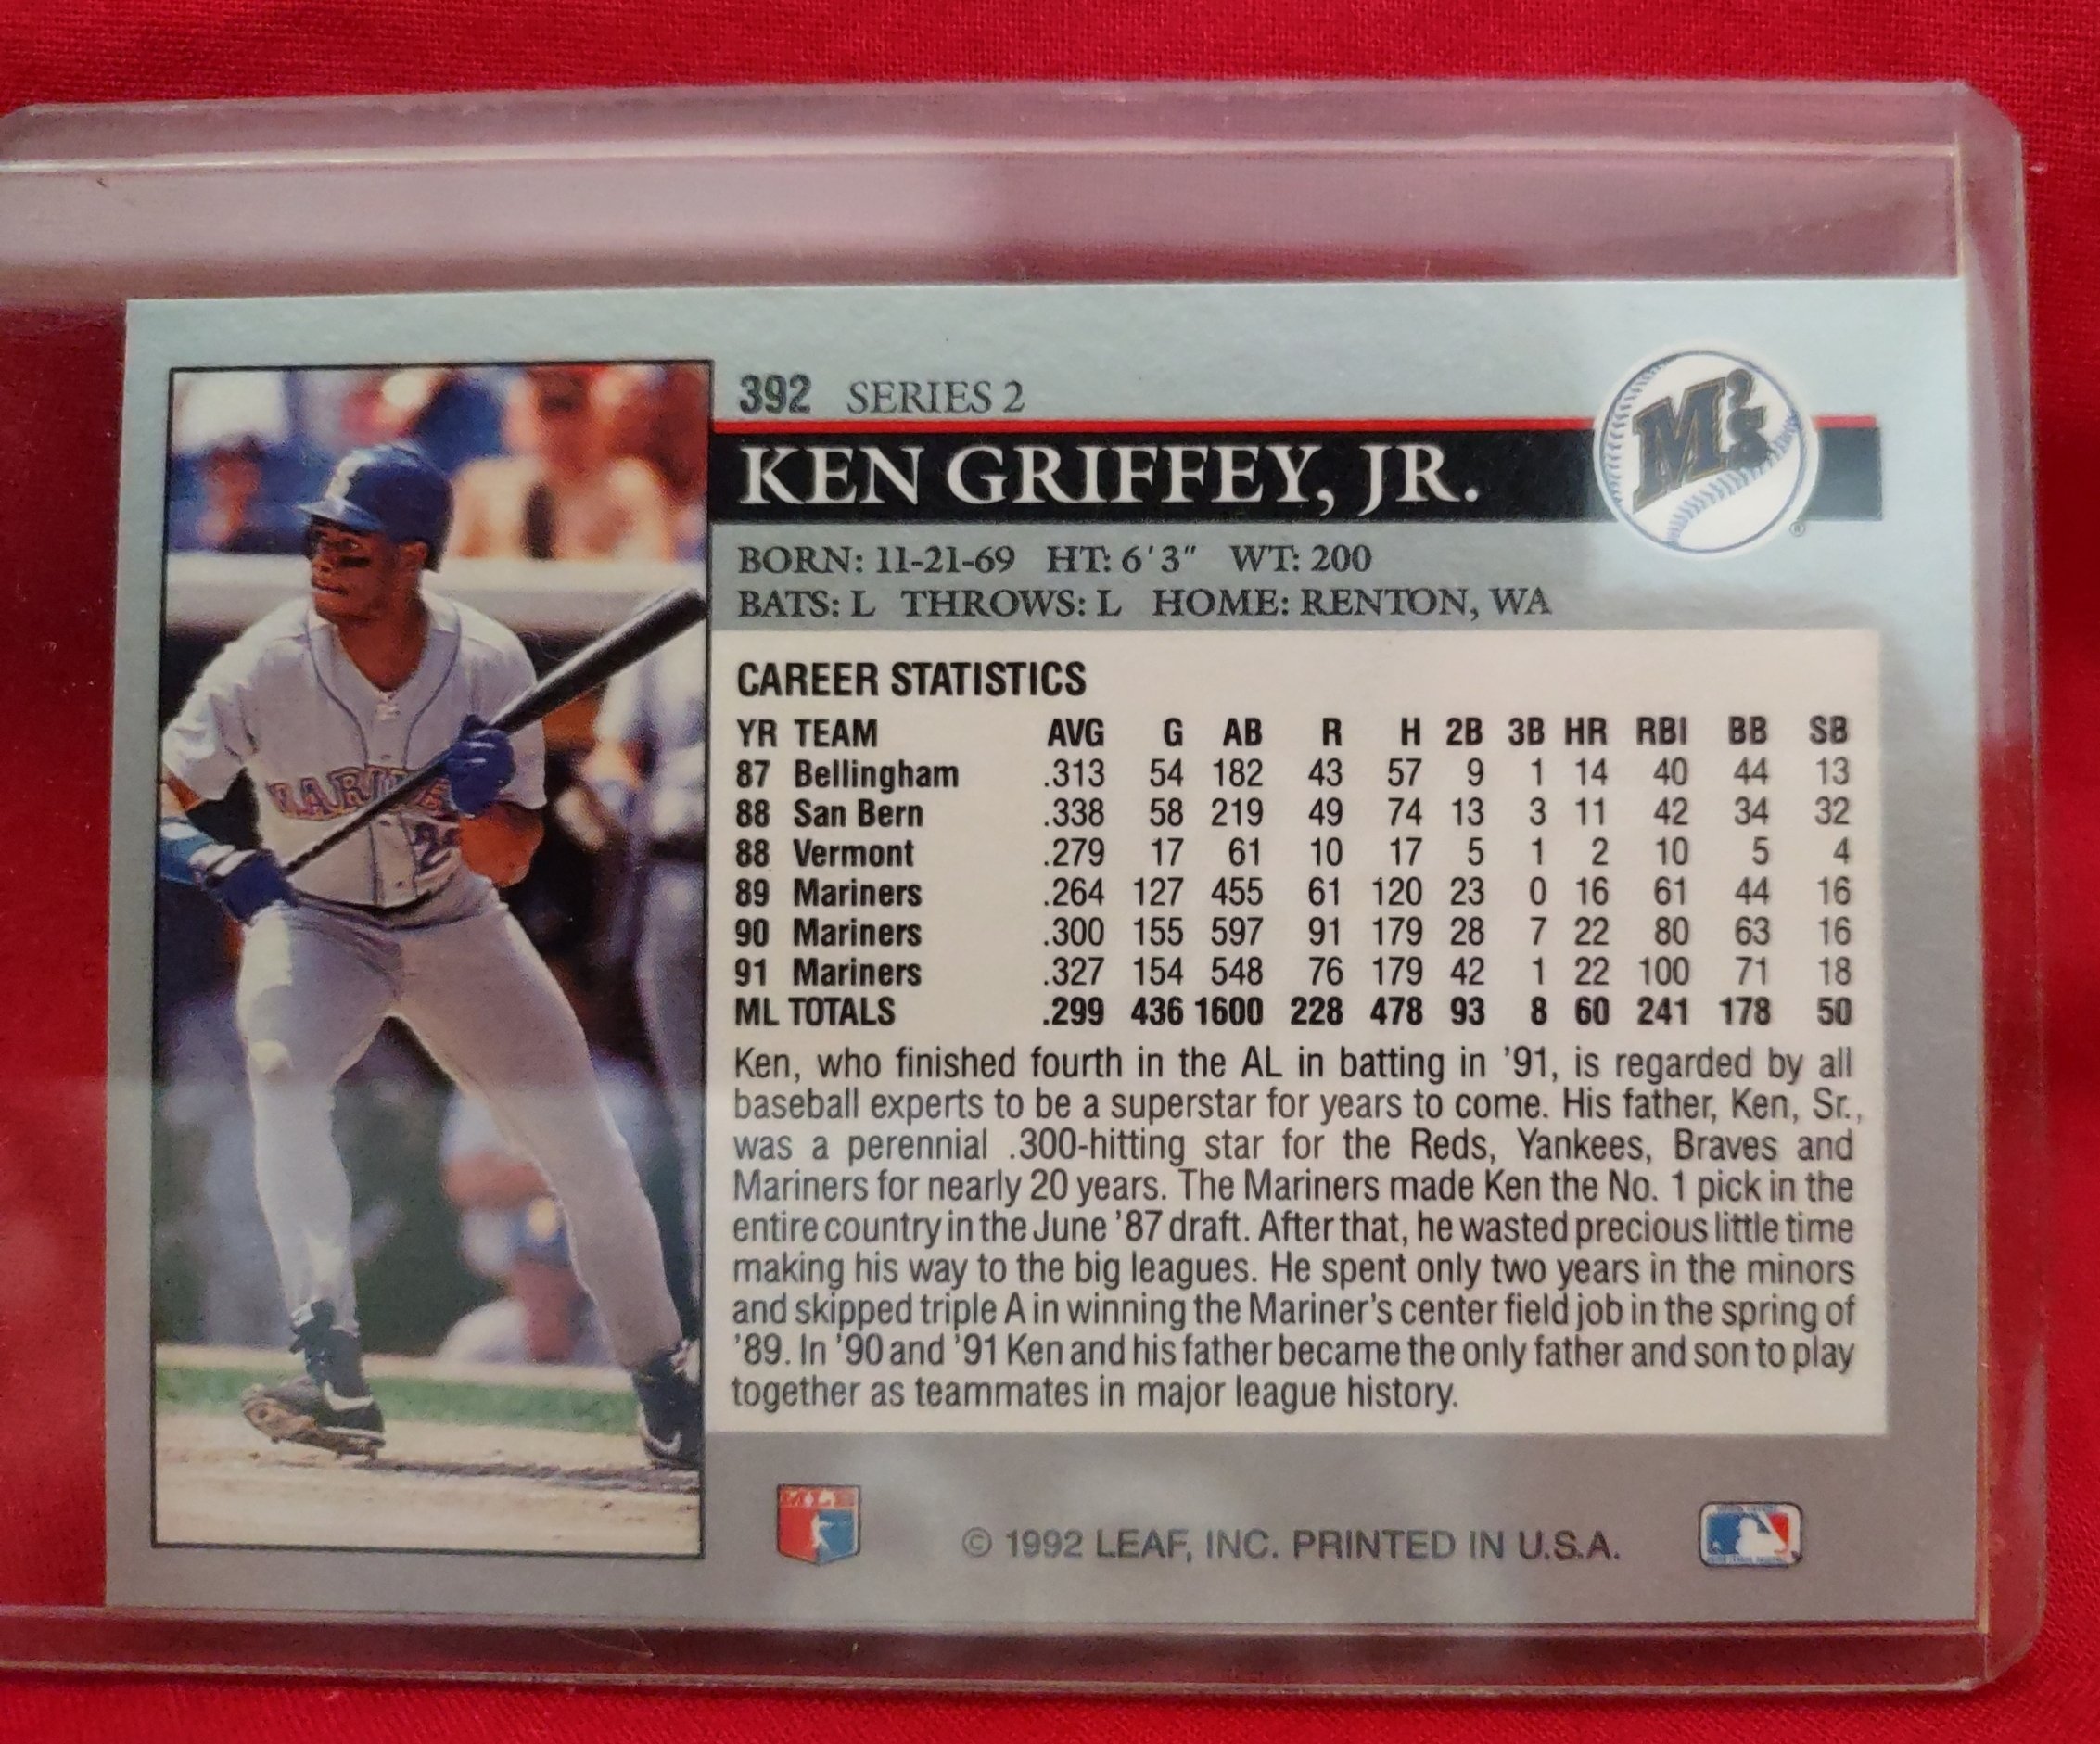 392 SERIES 2
KEN GRIFFEY, JR.
M's
®
BORN: 11-21-69 HT: 6'3" WT: 200
BATS: L THROWS: L HOME: RENTON, WA
CAREER STATISTICS
YR TEAM AVG G AB R H 2B 3B HR RBI BB SB
87 Bellingham .313 54 182 43 57 9 1 14 40 44 13
88 San Bern .338 58 219 49 74 13 3 11 42 34 32
88 Vermont .279 17 61 10 17 5 1 2 10 5 4
89 Mariners .264 127 455 61 120 23 0 16 61 44 16
90 Mariners .300 155 597 91 179 28 7 22 80 63 16
91 Mariners .327 154 548 76 179 42 1 22 100 71 18
ML TOTALS .299 436 1600 228 478 93 8 60 241 178 50
Ken, who finished fourth in the AL in batting in '91, is regarded by all
baseball experts to be a superstar for years to come. His father, Ken, Sr.,
was a perennial .300-hitting star for the Reds, Yankees, Braves and
Mariners for nearly 20 years. The Mariners made Ken the No. 1 pick in the
entire country in the June '87 draft. After that, he wasted precious little time
making his way to the big leagues. He spent only two years in the minors
and skipped triple A in winning the Mariner's center field job in the spring of
'89. In '90 and '91 Ken and his father became the only father and son to play
together as teammates in major league history.
© 1992 LEAF, INC. PRINTED IN U.S.A.